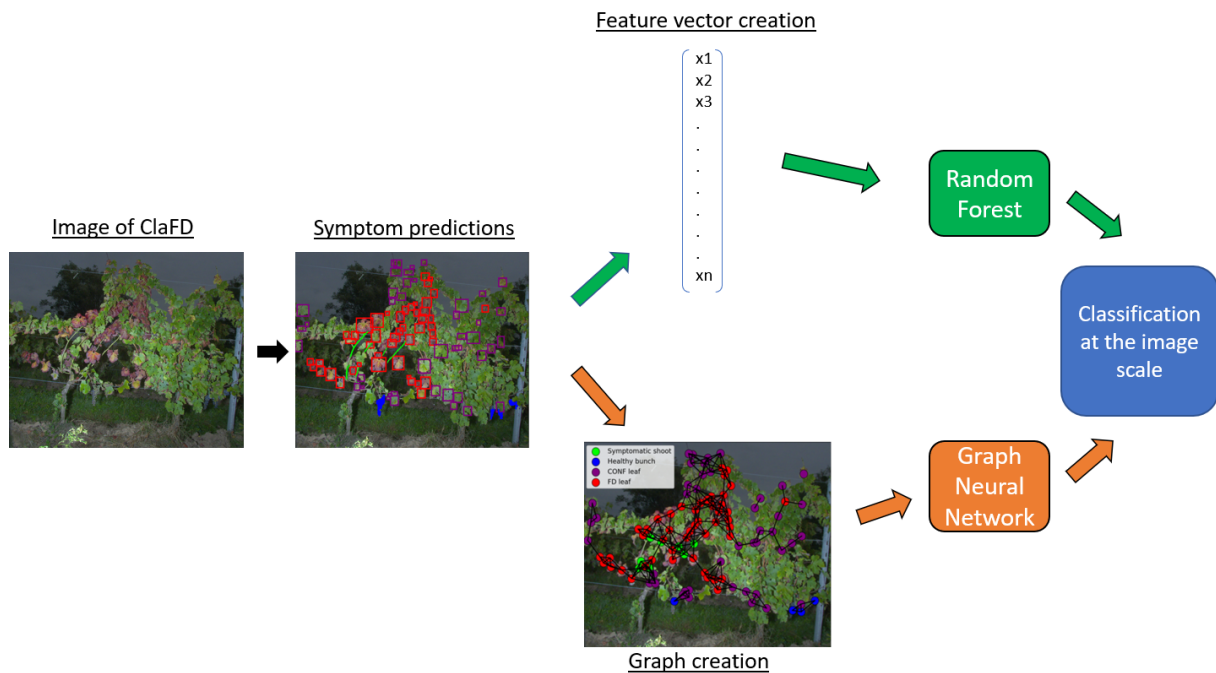 Feature vector creation
x1
x2
x3
.
.
.
.
.
.
.
xn
Random
Forest
Image of ClaFD
Symptom predictions
Classification
at the image
scale
Symptomatic shoot
Healthy bunch
CONF leaf
FD leaf
Graph
Neural
Network
Graph creation